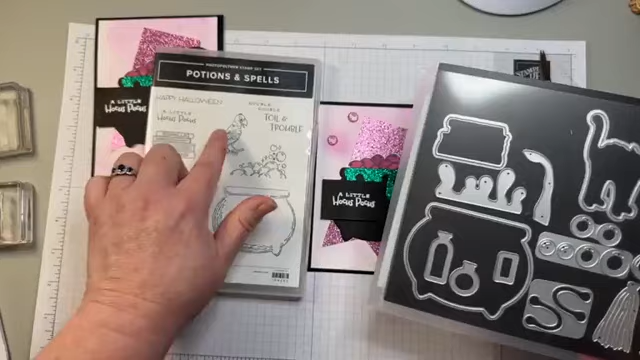 POTIONS & SPELLS
HAPPY HALLOWEEN
A LITTLE
Hocus Pocus
DOUBLE,
DOUBLE
TOIL &
TROUBLE
A LITTLE
Hocus Pocus
A LITTLE
Hocus Pocus